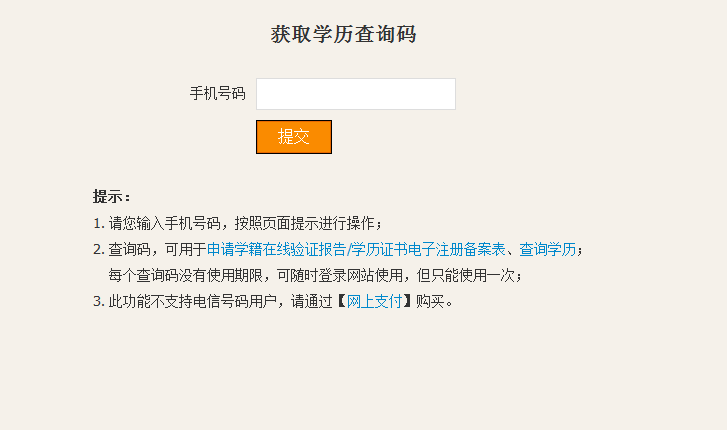 获取学历查询码
手机号码
提交
提示：
1. 请您输入手机号码，按照页面提示进行操作；
2. 查询码，可用于申请学籍在线验证报告/学历证书电子注册备案表、查询学历；
每个查询码没有使用期限，可随时登录网站使用，但只能使用一次；
3. 此功能不支持电信号码用户，请通过【网上支付】购买。